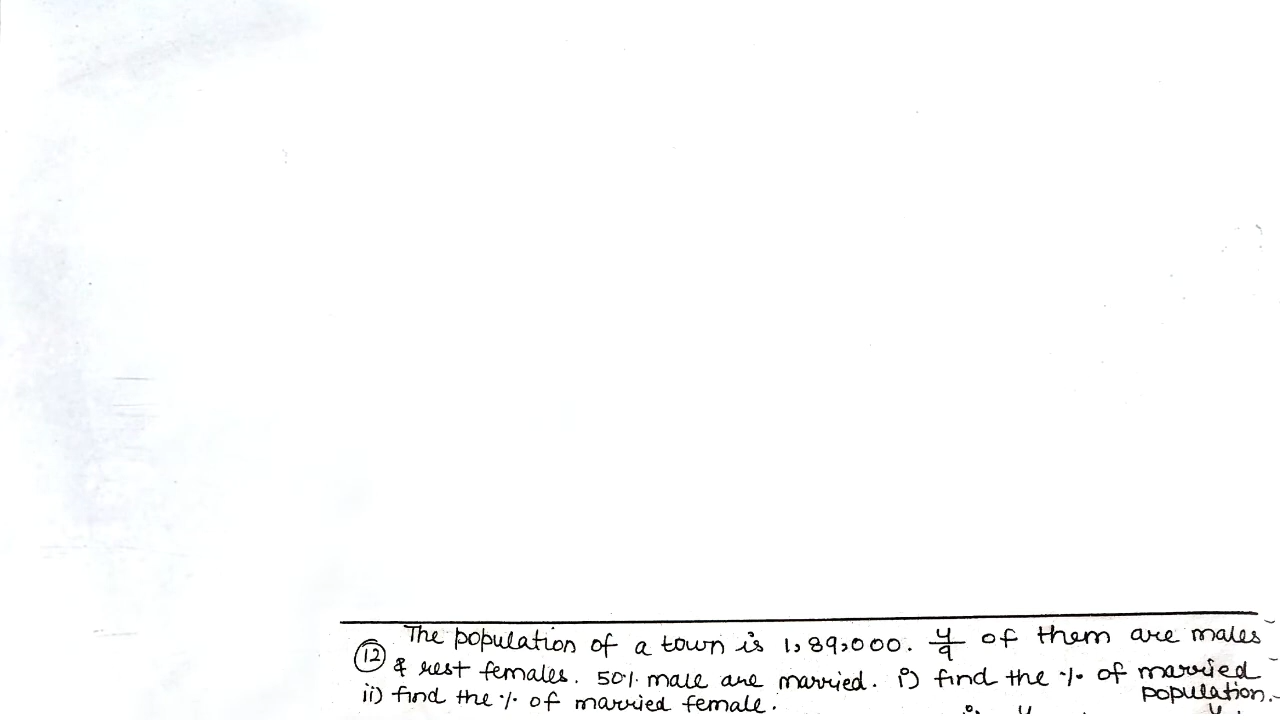 12 The population of a town is 1,89,000. 4/9 of them are males
& rest females. 50% male are married. i) find the % of married population.
ii) find the % of married female.